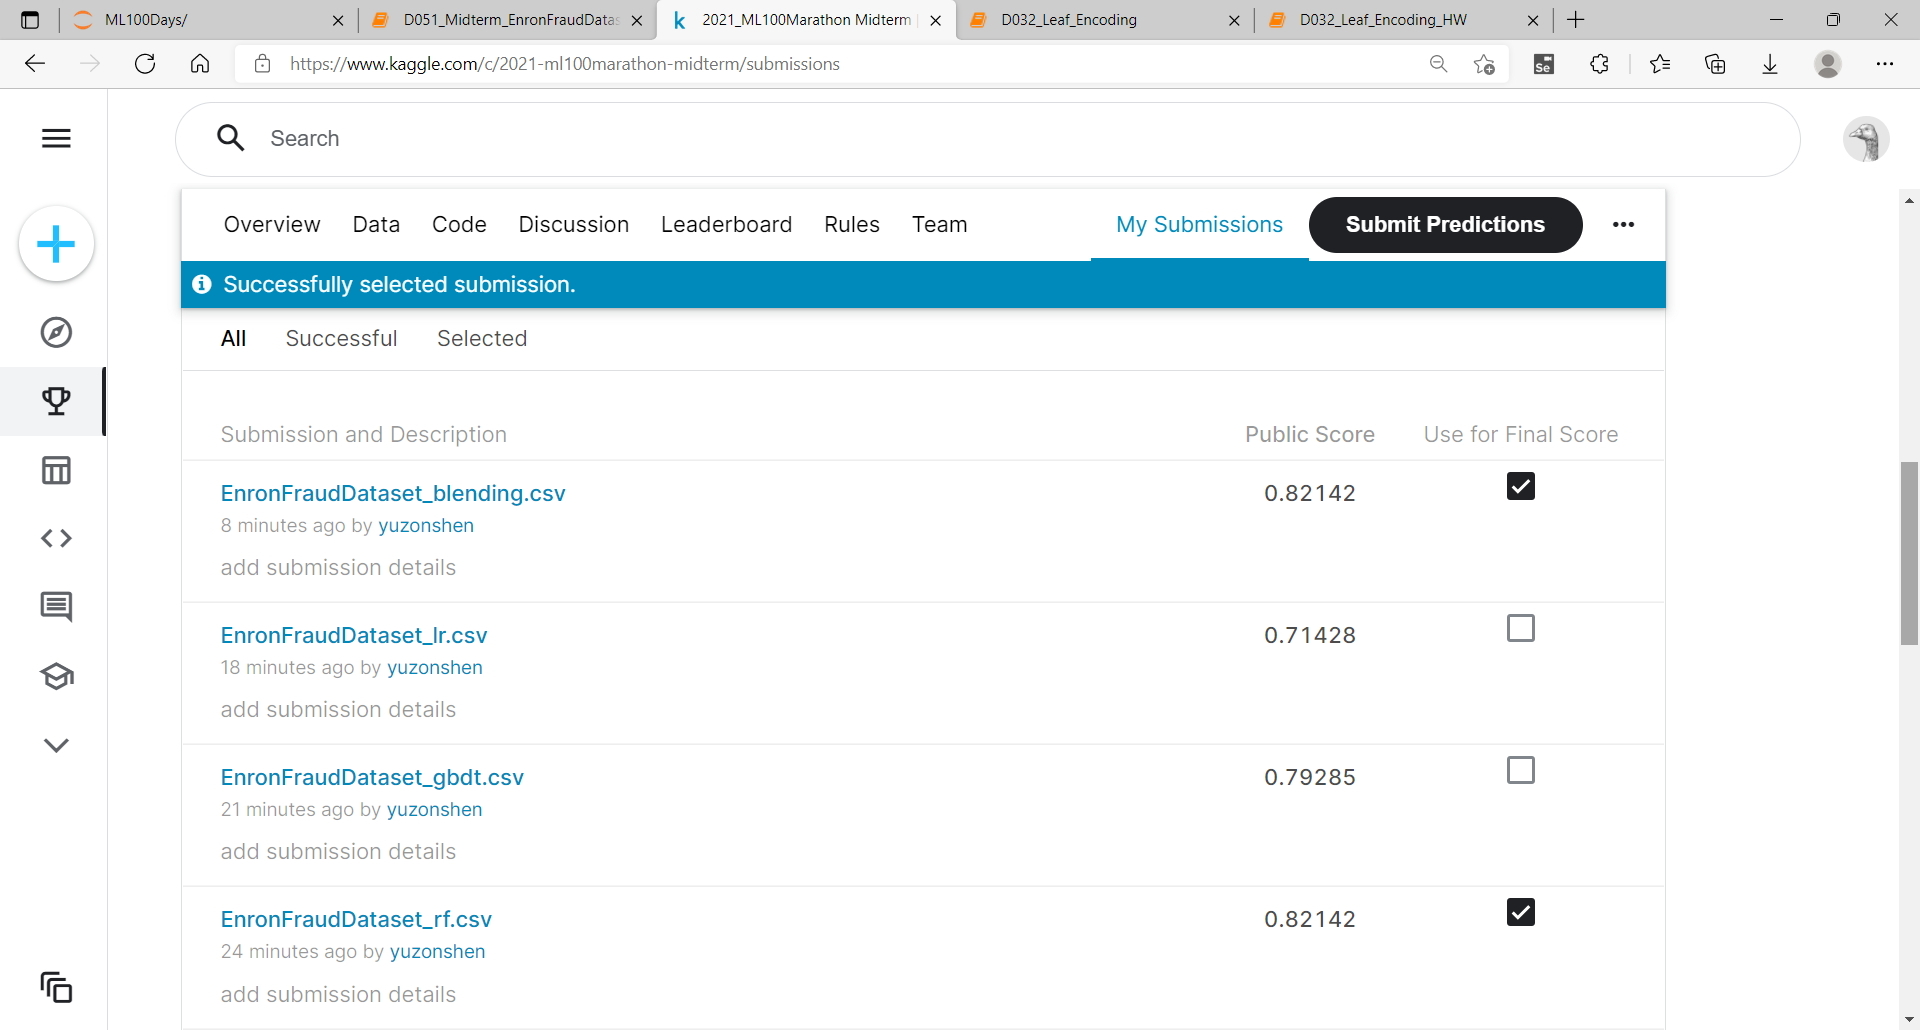 ML100Days/
D051_Midterm_EnronFraudDatas
2021_ML100Marathon Midterm
D032_Leaf_Encoding
D032_Leaf_Encoding_HW
https://www.kaggle.com/c/2021-ml100marathon-midterm/submissions
Se
Search
Overview Data Code Discussion Leaderboard Rules Team My Submissions Submit Predictions
Successfully selected submission.
All Successful Selected
Submission and Description Public Score Use for Final Score
EnronFraudDataset_blending.csv 0.82142
8 minutes ago by yuzonshen
add submission details
EnronFraudDataset_lr.csv 0.71428
18 minutes ago by yuzonshen
add submission details
EnronFraudDataset_gbdt.csv 0.79285
21 minutes ago by yuzonshen
add submission details
EnronFraudDataset_rf.csv 0.82142
24 minutes ago by yuzonshen
add submission details